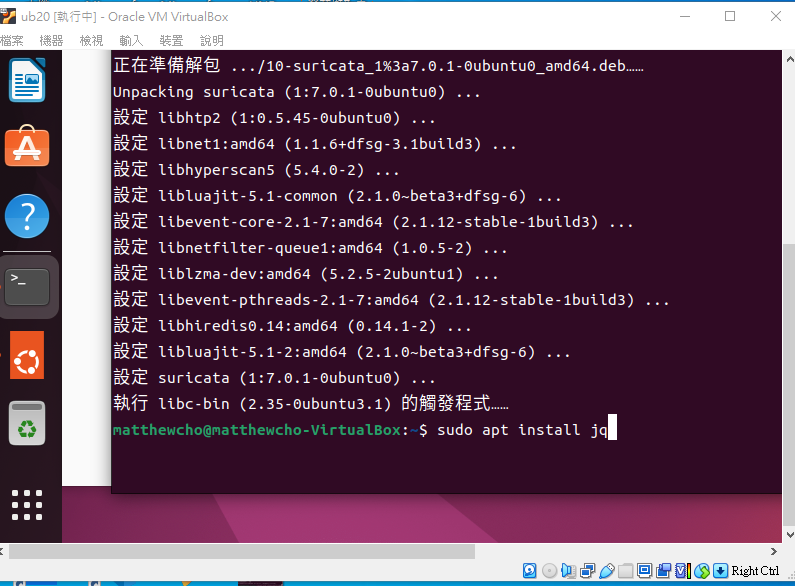 ub20 [執行中] - Oracle VM VirtualBox
檔案 機器 檢視 輸入 裝置 說明
正在準備解包 .../10-suricata_1%3a7.0.1-0ubuntu0_amd64.deb……
Unpacking suricata (1:7.0.1-0ubuntu0) ...
設定 libhtp2 (1:0.5.45-0ubuntu0) ...
設定 libnet1:amd64 (1.1.6+dfsg-3.1build3) ...
設定 libhyperscan5 (5.4.0-2) ...
設定 libluajit-5.1-common (2.1.0~beta3+dfsg-6) ...
設定 libevent-core-2.1-7:amd64 (2.1.12-stable-1build3) ...
設定 libnetfilter-queue1:amd64 (1.0.5-2) ...
設定 liblzma-dev:amd64 (5.2.5-2ubuntu1) ...
設定 libevent-pthreads-2.1-7:amd64 (2.1.12-stable-1build3) ...
設定 libhiredis0.14:amd64 (0.14.1-2) ...
設定 libluajit-5.1-2:amd64 (2.1.0~beta3+dfsg-6) ...
設定 suricata (1:7.0.1-0ubuntu0) ...
執行 libc-bin (2.35-0ubuntu3.1) 的觸發程式……
matthewcho@matthewcho-VirtualBox:~$ sudo apt install jq
Right Ctrl